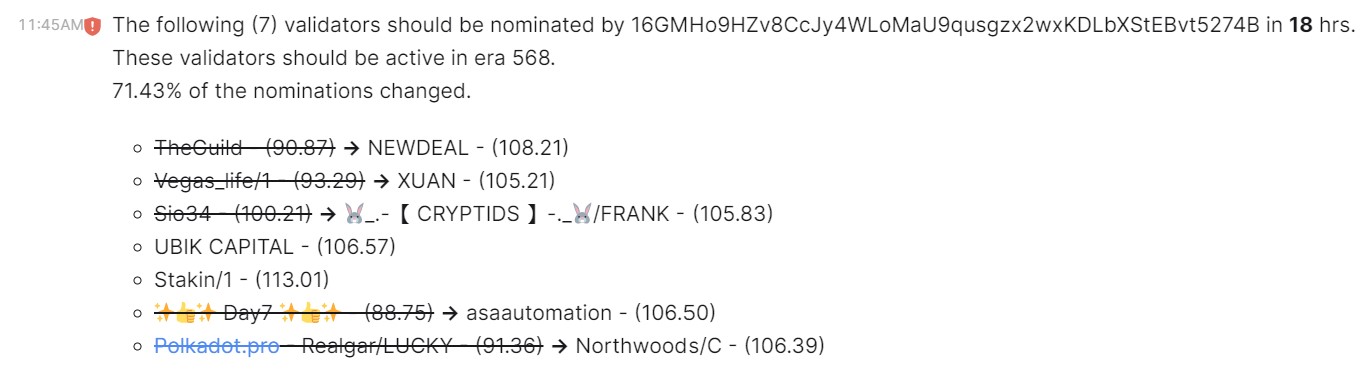 11:45AM The following (7) validators should be nominated by 16GMHo9HZv8CcJy4WLoMaU9qusgzx2wxKDLbXStEBvt5274B in 18 hrs.
These validators should be active in era 568.
71.43% of the nominations changed.
TheGuild - (90.87) → NEWDEAL - (108.21)
Vegas_life/1 - (93.29) → XUAN - (105.21)
Sio34 - (100.21) → 🐰_.-【 CRYPTIDS 】-._🐰/FRANK - (105.83)
UBIK CAPITAL - (106.57)
Stakin/1 - (113.01)
✨👍✨ Day7 ✨👍✨ - (88.75) → asaautomation - (106.50)
Polkadot.pro - Realgar/LUCKY - (91.36) → Northwoods/C - (106.39)